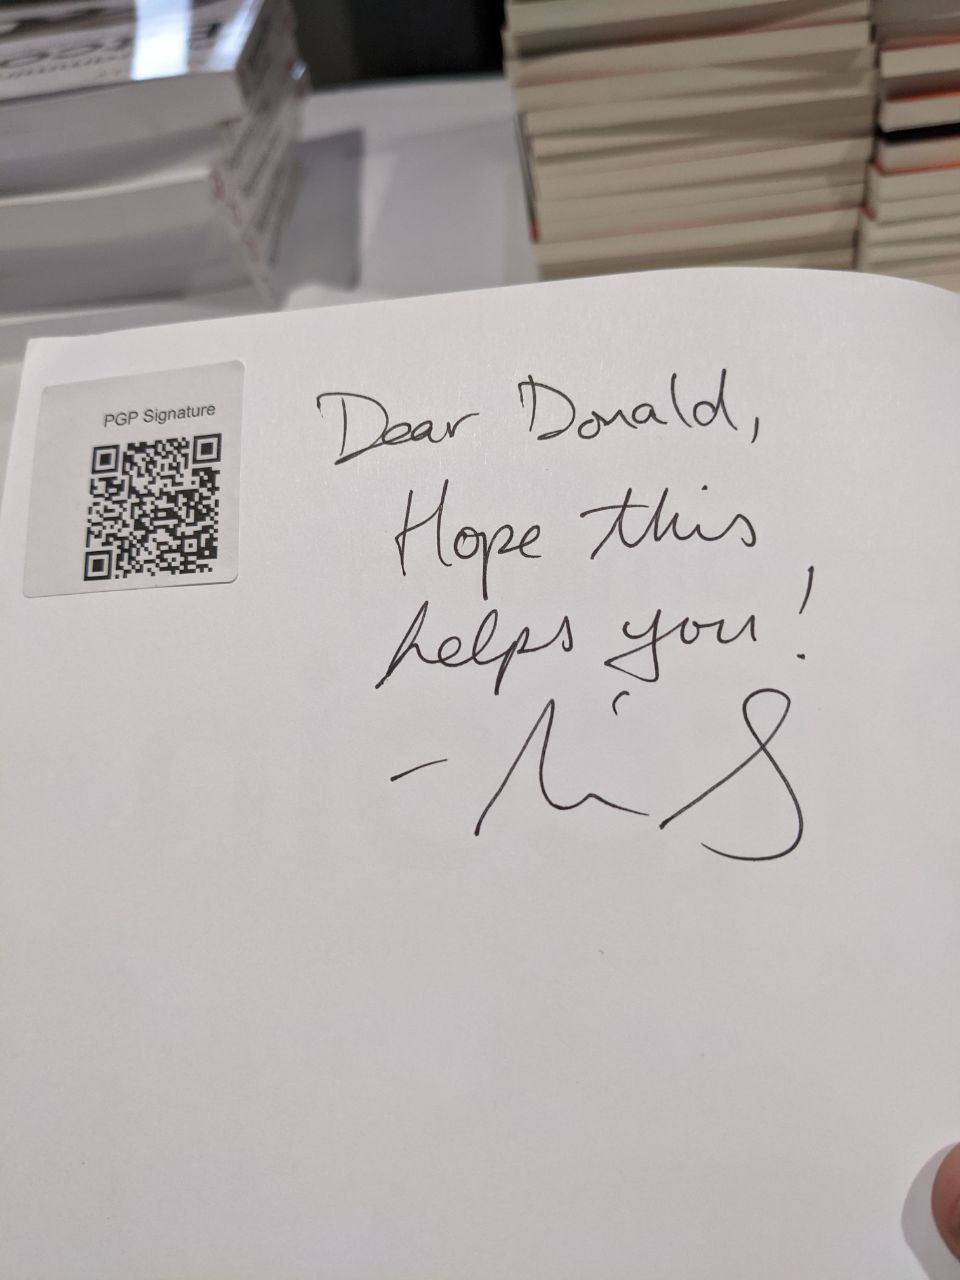 PGP Signature
Dear Donald,
Hope this
helps you!